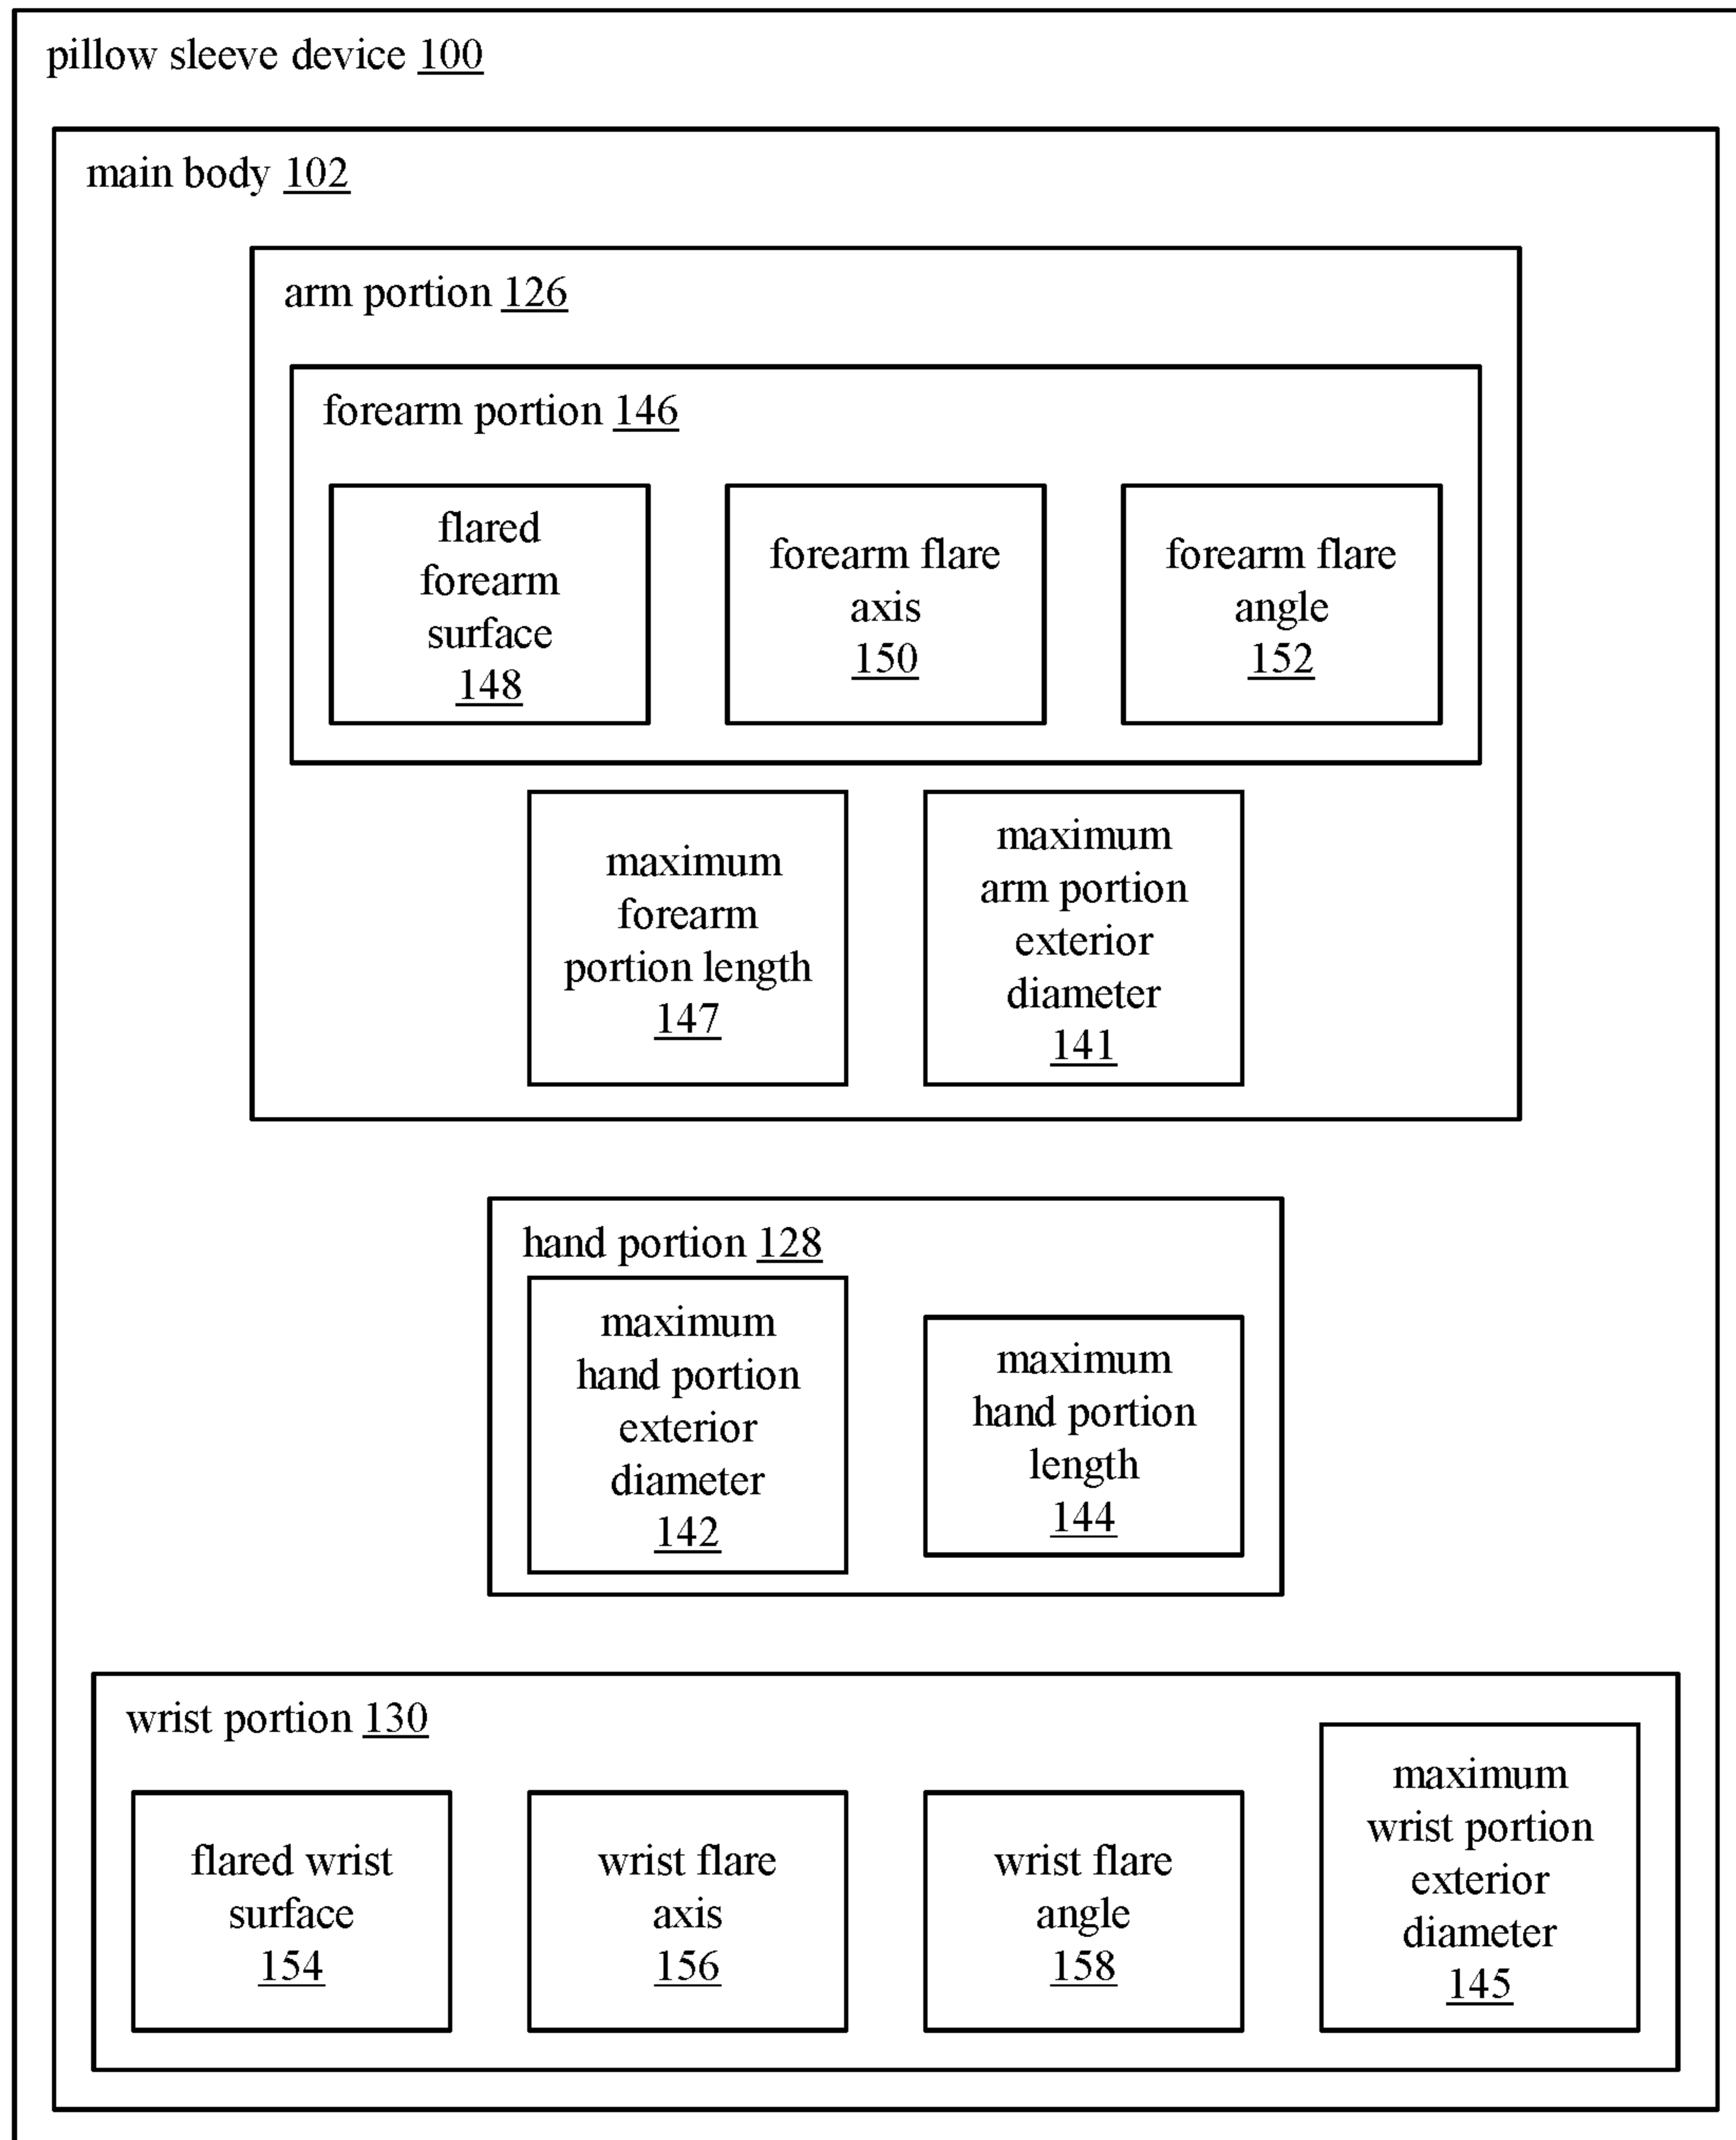 pillow sleeve device 100
main body 102
arm portion 126
forearm portion 146
flared
forearm
surface
148
forearm flare
axis
150
forearm flare
angle
152
maximum
forearm
portion length
147
maximum
arm portion
exterior
diameter
141
hand portion 128
maximum
hand portion
exterior
diameter
142
maximum
hand portion
length
144
wrist portion 130
flared wrist
surface
154
wrist flare
axis
156
wrist flare
angle
158
maximum
wrist portion
exterior
diameter
145